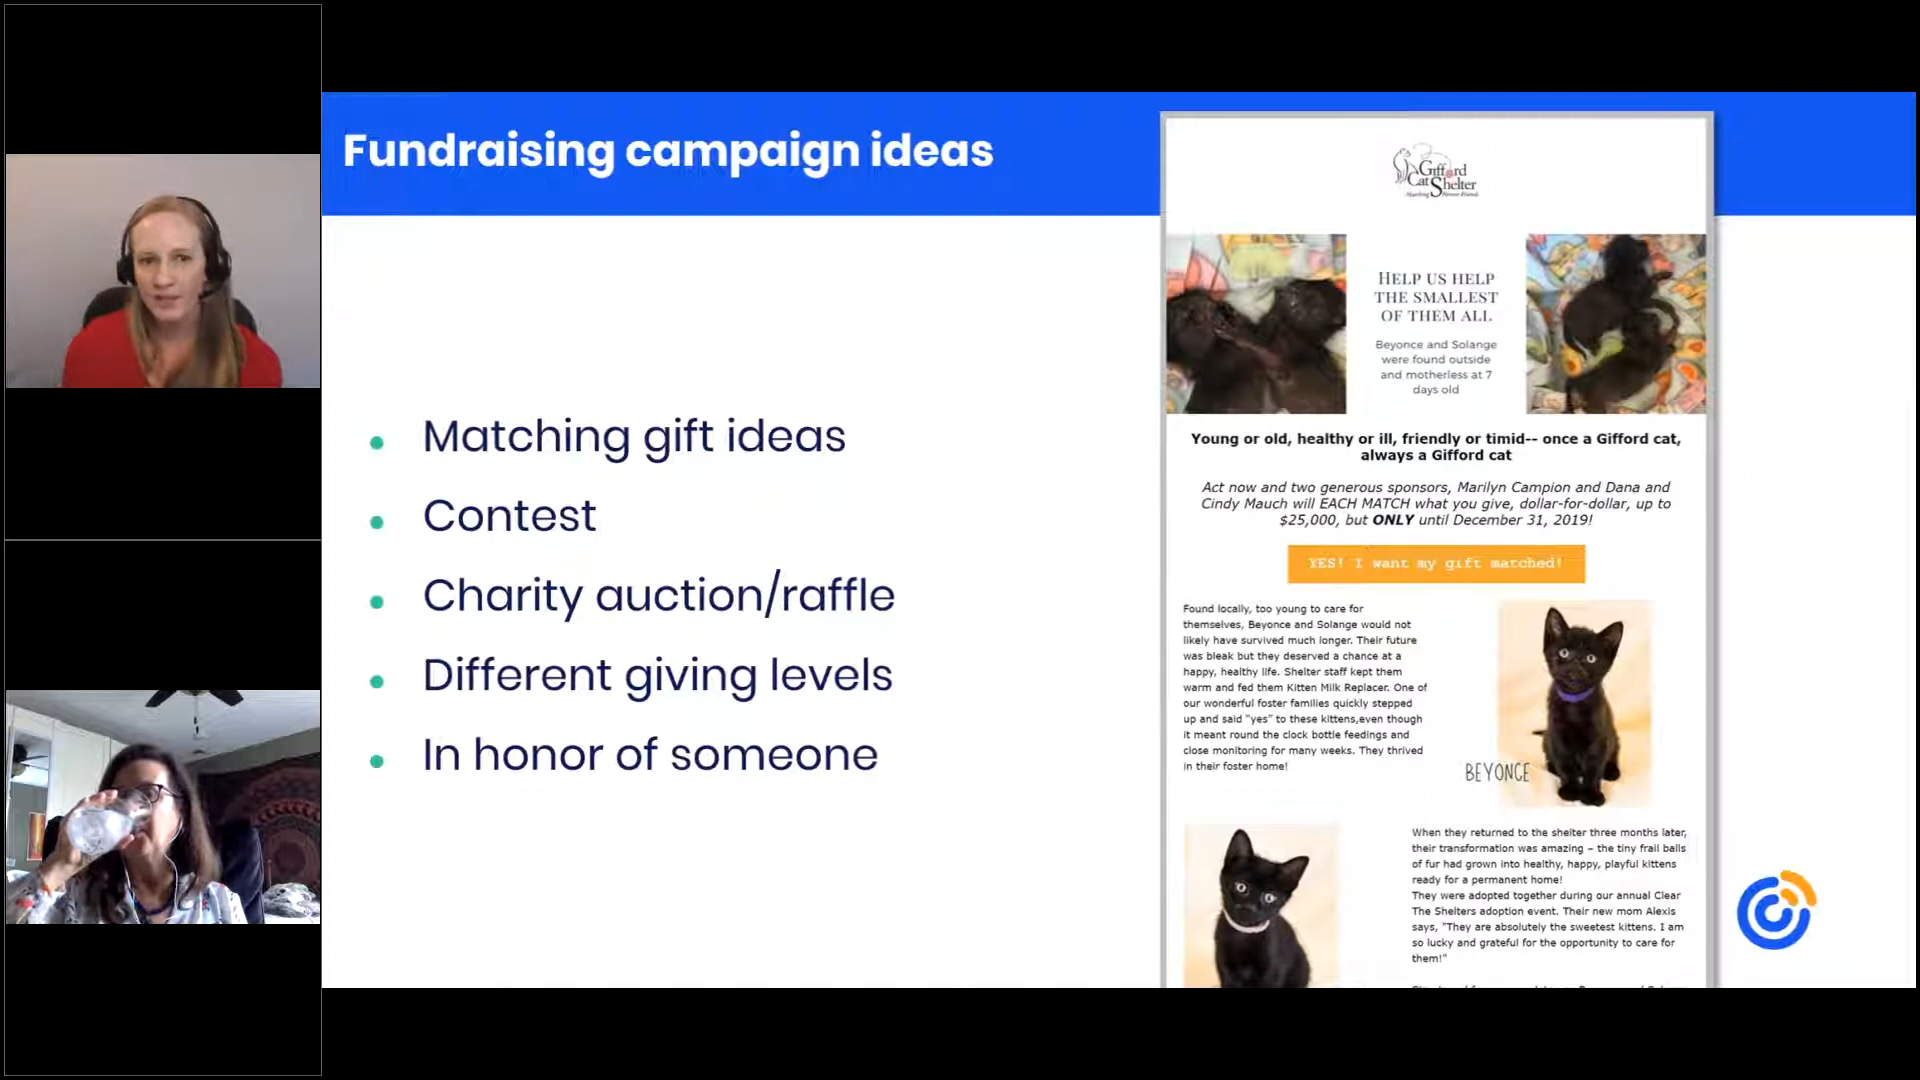 Fundraising campaign ideas
Matching gift ideas
Contest
Charity auction/raffle
Different giving levels
In honor of someone
Gifford
Cat Shelter
HELP US HELP
THE SMALLEST
OF THEM ALL
Beyonce and Solange
were found outside
and motherless at 7
days old
Young or old, healthy or ill, friendly or timid-- once a Gifford cat,
always a Gifford cat
Act now and two generous sponsors, Marilyn Campion and Dana and
Cindy Mauch will EACH MATCH what you give, dollar-for-dollar, up to
$25,000, but ONLY until December 31, 2019!
YES! I want my gift matched!
Found locally, too young to care for
themselves, Beyonce and Solange would not
likely have survived much longer. Their future
was bleak but they deserved a chance at a
happy, healthy life. Shelter staff kept them
warm and fed them Kitten Milk Replacer. One of
our wonderful foster families quickly stepped
up and said "yes" to these kittens,even though
it meant round the clock bottle feedings and
close monitoring for many weeks. They thrived
in their foster home!
BEYONCE
When they returned to the shelter three months later,
their transformation was amazing – the tiny frail balls
of fur had grown into healthy, happy, playful kittens
ready for a permanent home!
They were adopted together during our annual Clear
The Shelters adoption event. Their new mom Alexis
says, "They are absolutely the sweetest kittens. I am
so lucky and grateful for the opportunity to care for
them!"